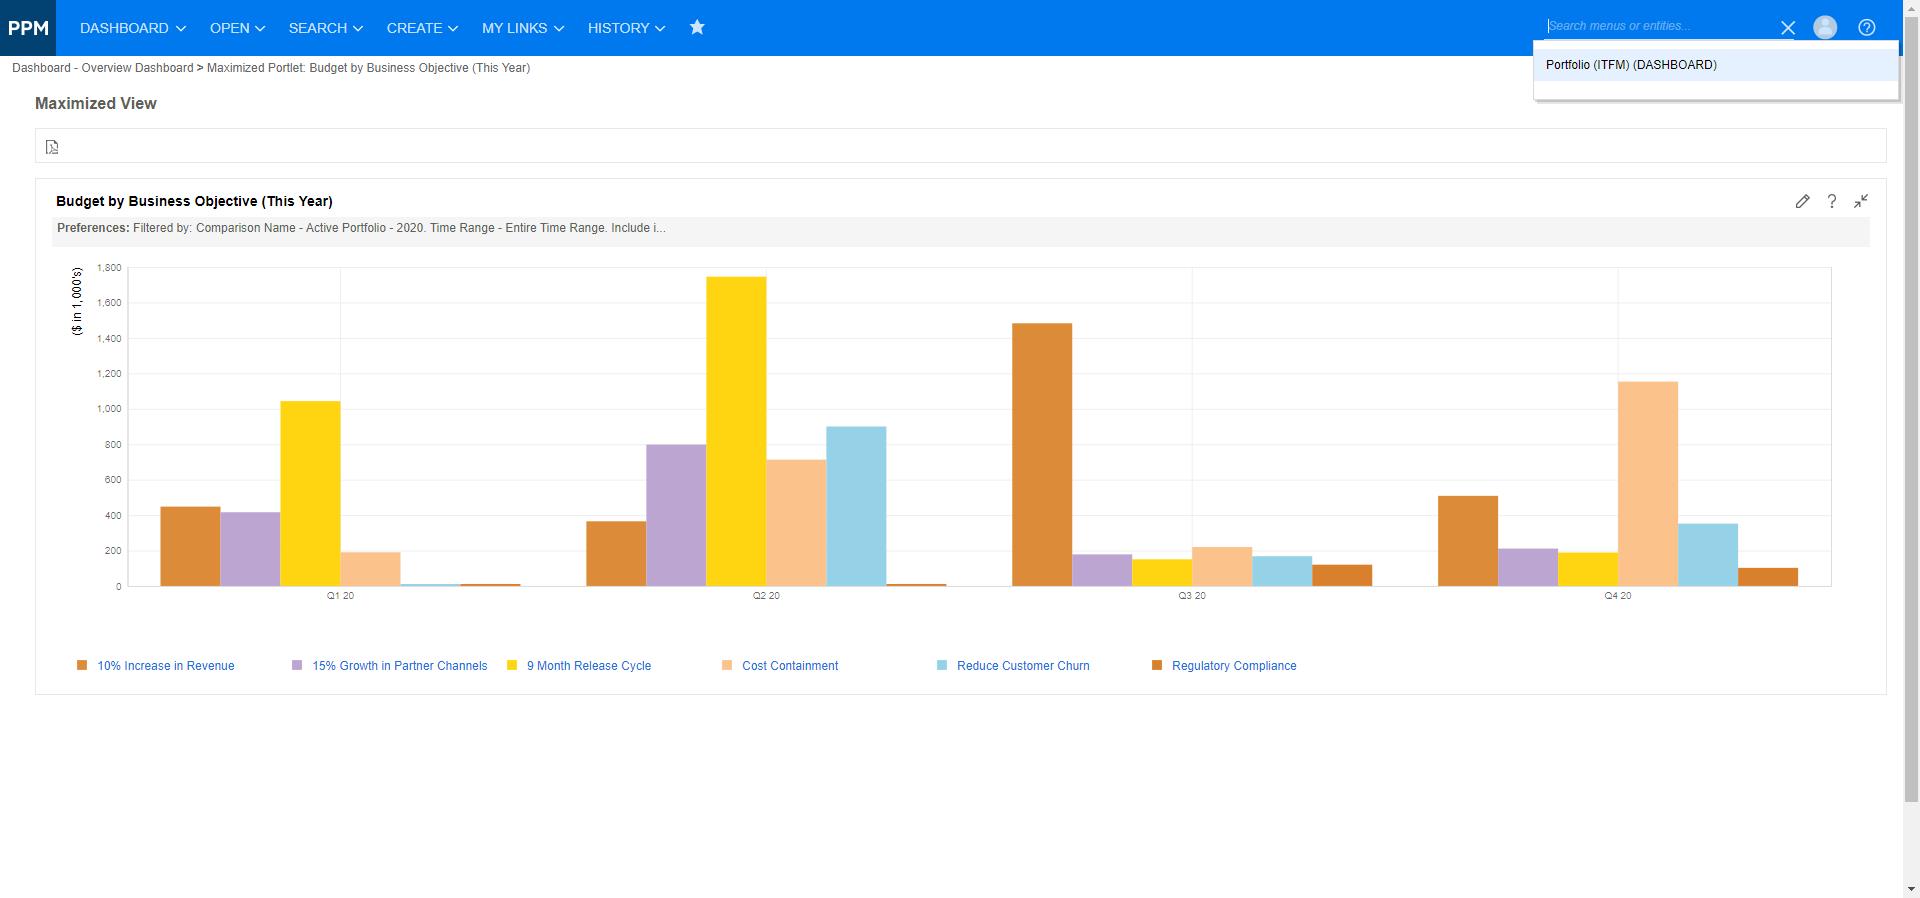 PPM DASHBOARD OPEN SEARCH CREATE MY LINKS HISTORY Search menus or entities...
Portfolio (ITFM) (DASHBOARD)
Dashboard - Overview Dashboard > Maximized Portlet: Budget by Business Objective (This Year)
Maximized View
Budget by Business Objective (This Year) ?
Preferences: Filtered by: Comparison Name - Active Portfolio - 2020. Time Range - Entire Time Range. Include i...
($ in 1,000's)
1,800
1,600
1,400
1,200
1,000
800
600
400
200
0
Q1 20 Q2 20 Q3 20 Q4 20
10% Increase in Revenue 15% Growth in Partner Channels 9 Month Release Cycle Cost Containment Reduce Customer Churn Regulatory Compliance